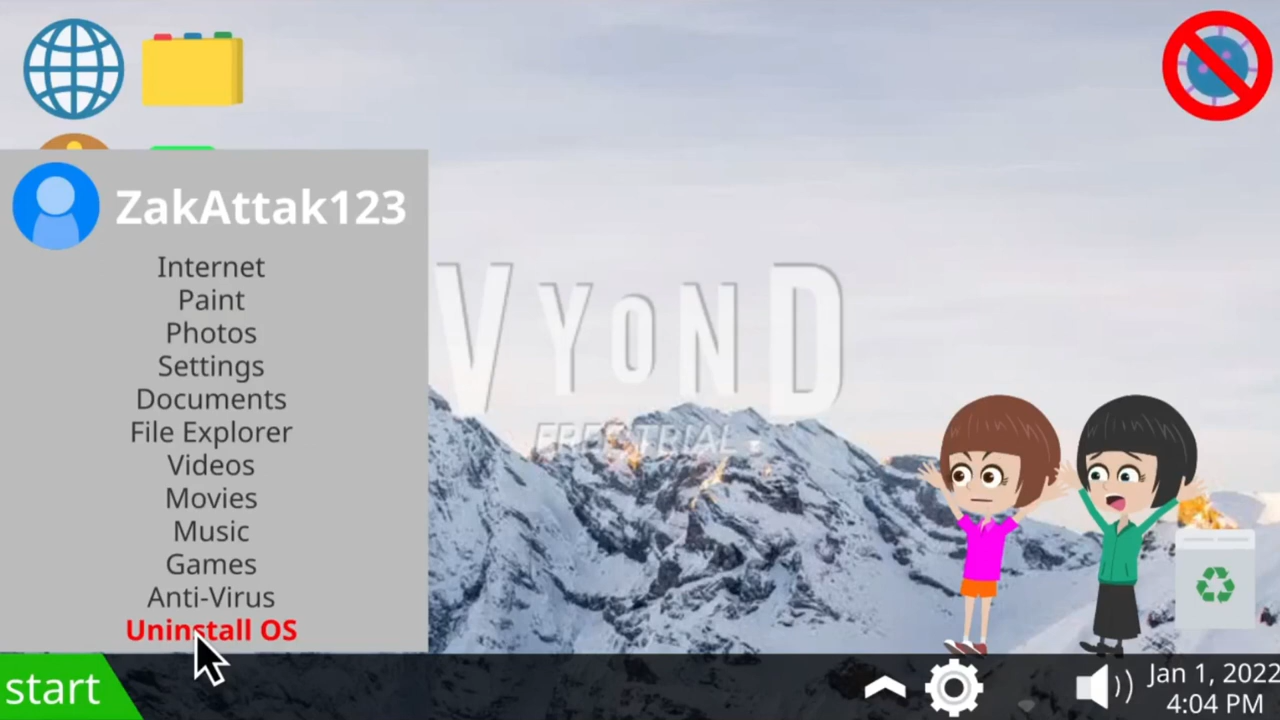 ZakAttak123
Internet
Paint
Photos
Settings
Documents
File Explorer
Videos
Movies
Music
Games
Anti-Virus
Uninstall OS
VYOND
FREE TRIAL
start
Jan 1, 2022
4:04 PM